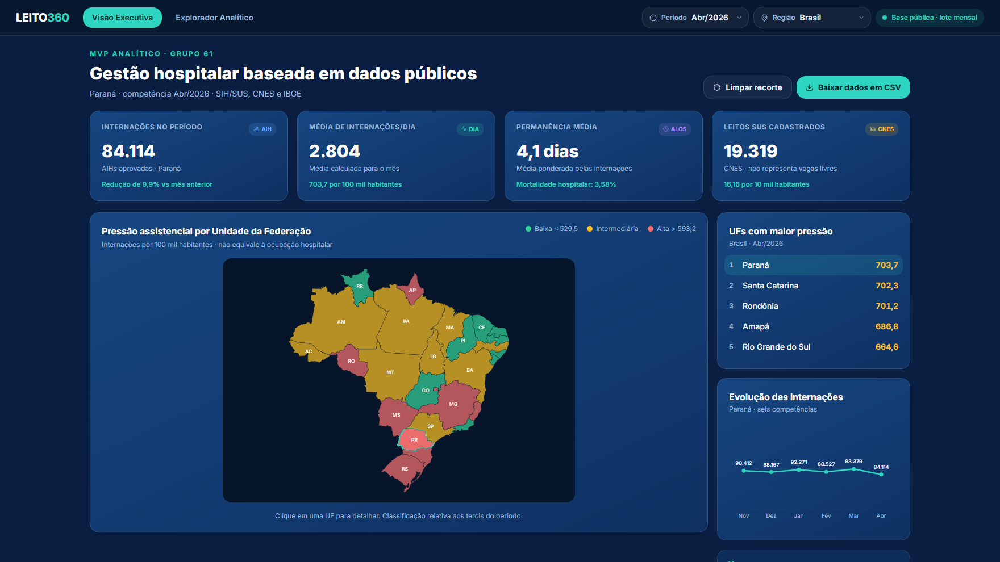 LEITO360
Visão Executiva
Explorador Analítico
Período Abr/2026
Região Brasil
Base pública · lote mensal
MVP ANALÍTICO · GRUPO 61
Gestão hospitalar baseada em dados públicos
Paraná · competência Abr/2026 · SIH/SUS, CNES e IBGE
Limpar recorte
Baixar dados em CSV
INTERNAÇÕES NO PERÍODO
AIH
84.114
AIHs aprovadas · Paraná
Redução de 9,9% vs mês anterior
MÉDIA DE INTERNAÇÕES/DIA
DIA
2.804
Média calculada para o mês
703,7 por 100 mil habitantes
PERMANÊNCIA MÉDIA
ALOS
4,1 dias
Média ponderada pelas internações
Mortalidade hospitalar: 3,58%
LEITOS SUS CADASTRADOS
CNES
19.319
CNES · não representa vagas livres
16,16 por 10 mil habitantes
Pressão assistencial por Unidade da Federação
Internações por 100 mil habitantes · não equivale à ocupação hospitalar
Baixa ≤ 529,5
Intermediária
Alta > 593,2
RR
AP
AM
PA
MA
CE
PI
AC
RO
TO
MT
BA
GO
MG
MS
SP
PR
RS
Clique em uma UF para detalhar. Classificação relativa aos tercis do período.
UFs com maior pressão
Brasil · Abr/2026
1 Paraná 703,7
2 Santa Catarina 702,3
3 Rondônia 701,2
4 Amapá 686,8
5 Rio Grande do Sul 664,6
Evolução das internações
Paraná · seis competências
90.412 88.167 92.271 88.527 93.379 84.114
Nov Dez Jan Fev Mar Abr